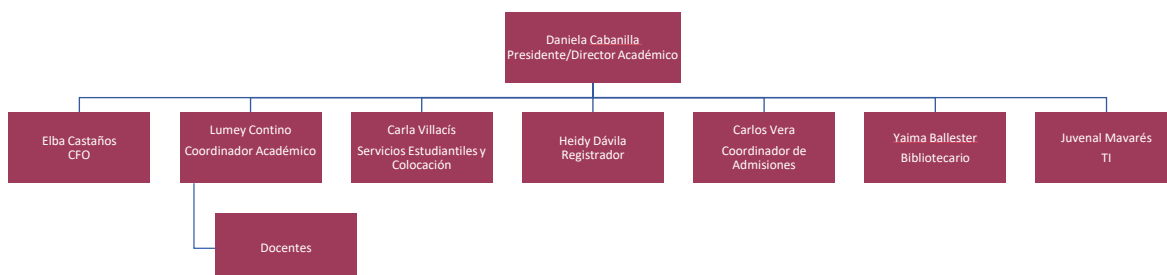 Daniela Cabanilla
Presidente/Director Académico
Elba Castaños
CFO
Lumey Contino
Coordinador Académico
Carla Villacís
Servicios Estudiantiles y
Colocación
Heidy Dávila
Registrador
Carlos Vera
Coordinador de
Admisiones
Yaima Ballester
Bibliotecario
Juvenal Mavarés
TI
Docentes